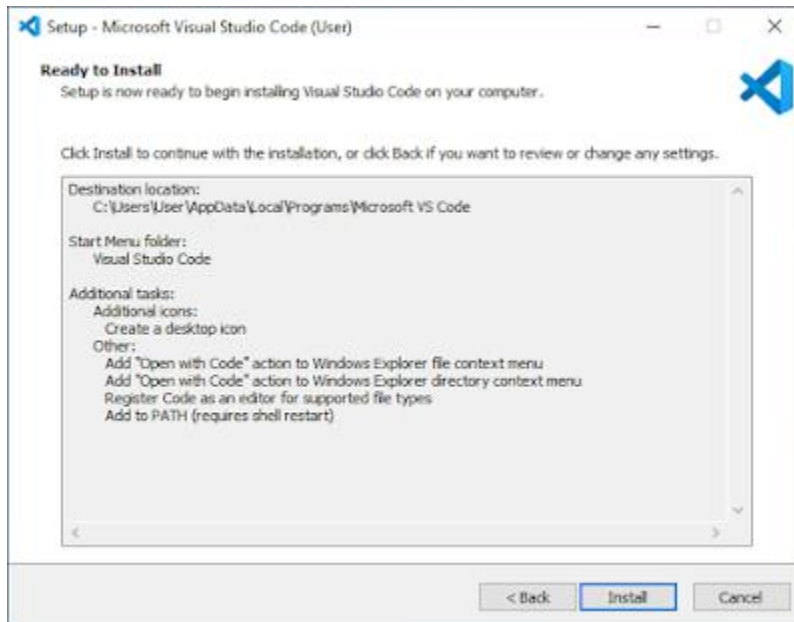 Setup - Microsoft Visual Studio Code (User)
Ready to Install
Setup is now ready to begin installing Visual Studio Code on your computer.
Click Install to continue with the installation, or click Back if you want to review or change any settings.
Destination location:
C:\Users\User\AppData\Local\Programs\Microsoft VS Code
Start Menu folder:
Visual Studio Code
Additional tasks:
Additional icons:
Create a desktop icon
Other:
Add "Open with Code" action to Windows Explorer file context menu
Add "Open with Code" action to Windows Explorer directory context menu
Register Code as an editor for supported file types
Add to PATH (requires shell restart)
< Back Install Cancel